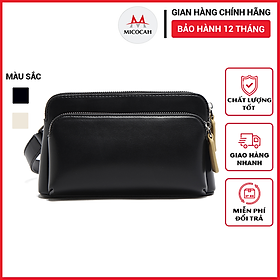 MICOCAH
GIAN HÀNG CHÍNH HÃNG
BẢO HÀNH 12 THÁNG
MÀU SẮC
CHẤT LƯỢNG
TỐT
GIAO HÀNG
NHANH
MIỄN PHÍ
ĐỔI TRẢ